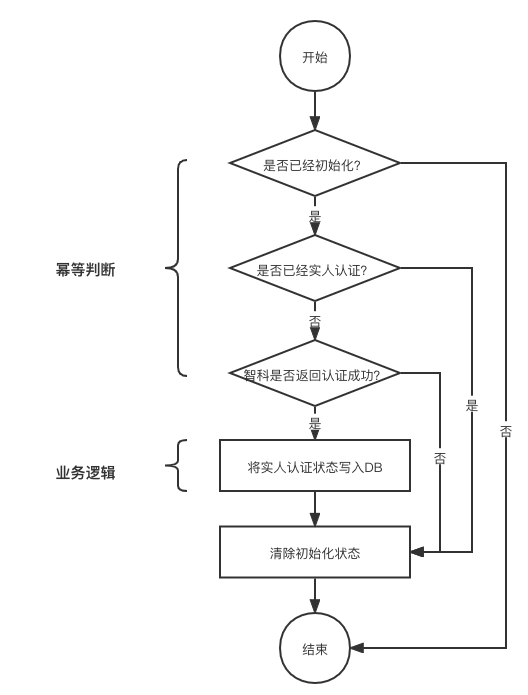 开始
是否已经初始化?
是
幂等判断
是否已经实人认证?
否
智科是否返回认证成功?
是
是
否
否
业务逻辑
将实人认证状态写入DB
清除初始化状态
结束